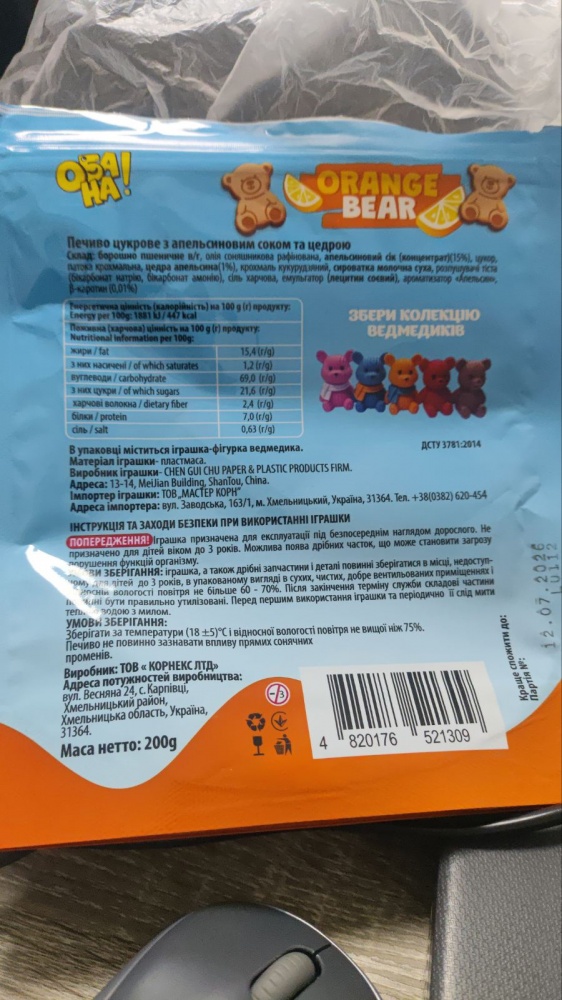 ОБА
НА!
ORANGE
BEAR
Печиво цукрове з апельсиновим соком та цедрою
Склад: борошно пшеничне в/г, олія соняшникова рафінована, апельсиновий сік (концентрат)(15%), цукор,
патока крохмальна, цедра апельсина(1%), крохмаль кукурудзяний, сироватка молочна суха, розпушувачі тіста
(бікарбонат натрію, бікарбонат амонію), сіль харчова, емульгатор (лецитин соєвий), ароматизатор «Апельсин»,
β-каротин (0,01%)
Енергетична цінність (калорійність) на 100 g (г) продукту:
Energy per 100g: 1881 kJ/ 447 kcal
Поживна (харчова) цінність на 100 g (г) продукту:
Nutritional information per 100g:
жири / fat 15,4 (г/g)
з них насичені / of which saturates 1,2 (г/g)
вуглеводи / carbohydrate 69,0 (г/g)
з них цукри / of which sugars 21,6 (г/g)
харчові волокна / dietary fiber 2,4 (г/g)
білки / protein 7,0 (г/g)
сіль / salt 0,63 (г/g)
ЗБЕРИ КОЛЕКЦІЮ
ВЕДМЕДИКІВ
ДСТУ 3781:2014
В упаковці міститься іграшка-фігурка ведмедика.
Матеріал іграшки- пластмаса.
Виробник іграшки- CHEN GUI CHU PAPER & PLASTIC PRODUCTS FIRM.
Адреса: 13-14, MeiJian Building, ShanTou, China.
Імпортер іграшки: ТОВ „МАСТЕР КОРН"
Адреса імпортера: вул. Заводська, 163/1, м. Хмельницький, Україна, 31364. Тел. +38(0382) 620-454
ІНСТРУКЦІЯ ТА ЗАХОДИ БЕЗПЕКИ ПРИ ВИКОРИСТАННІ ІГРАШКИ
ПОПЕРЕДЖЕННЯ! Іграшка призначена для експлуатації під безпосереднім наглядом дорослого. Не
призначено для дітей віком до 3 років. Можлива поява дрібних часток, що може становити загрозу
порушення функцій організму.
ЗБЕРІГАННЯ: іграшка, а також дрібні запчастини і деталі повинні зберігатися в місці, недоступ-
ному для дітей до 3 років, в упакованому вигляді в сухих, чистих, добре вентильованих приміщеннях і
вологості повітря не більше 60 - 70%. Після закінчення терміну служби складові частини
бути правильно утилізовані. Перед першим використання іграшки та періодично її слід мити
водою з милом.
УМОВИ ЗБЕРІГАННЯ:
Зберігати за температури (18 ±5)°С і відносної вологості повітря не вищої ніж 75%.
Печиво не повинно зазнавати впливу прямих сонячних
променів.
Виробник: ТОВ « КОРНЕКС ЛТД»
Адреса потужностей виробництва:
вул. Весняна 24, с. Карпівці,
Хмельницький район,
Хмельницька область, Україна,
31364.
Маса нетто: 200g
0-3
4 820176 521309
Краще спожити до:
Партія №:
12.07.2026